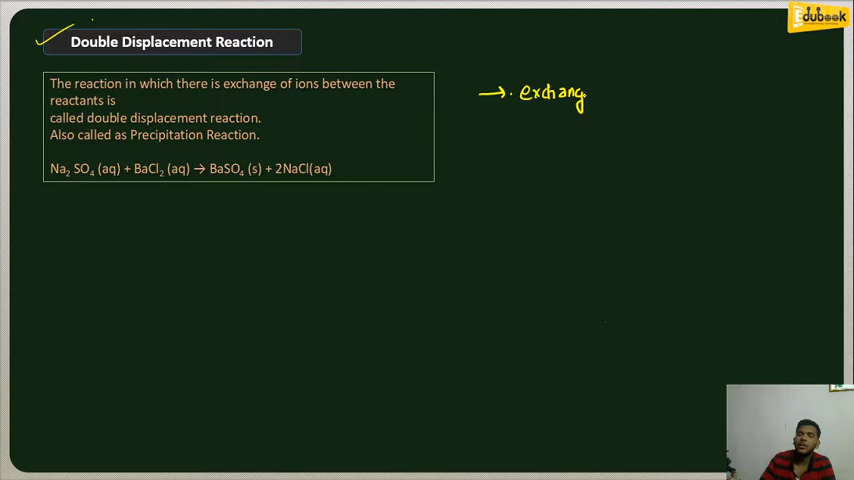 Edubook
Double Displacement Reaction
The reaction in which there is exchange of ions between the
reactants is
called double displacement reaction.
Also called as Precipitation Reaction.
Na₂ SO₄ (aq) + BaCl₂ (aq) → BaSO₄ (s) + 2NaCl(aq)
→ exchang